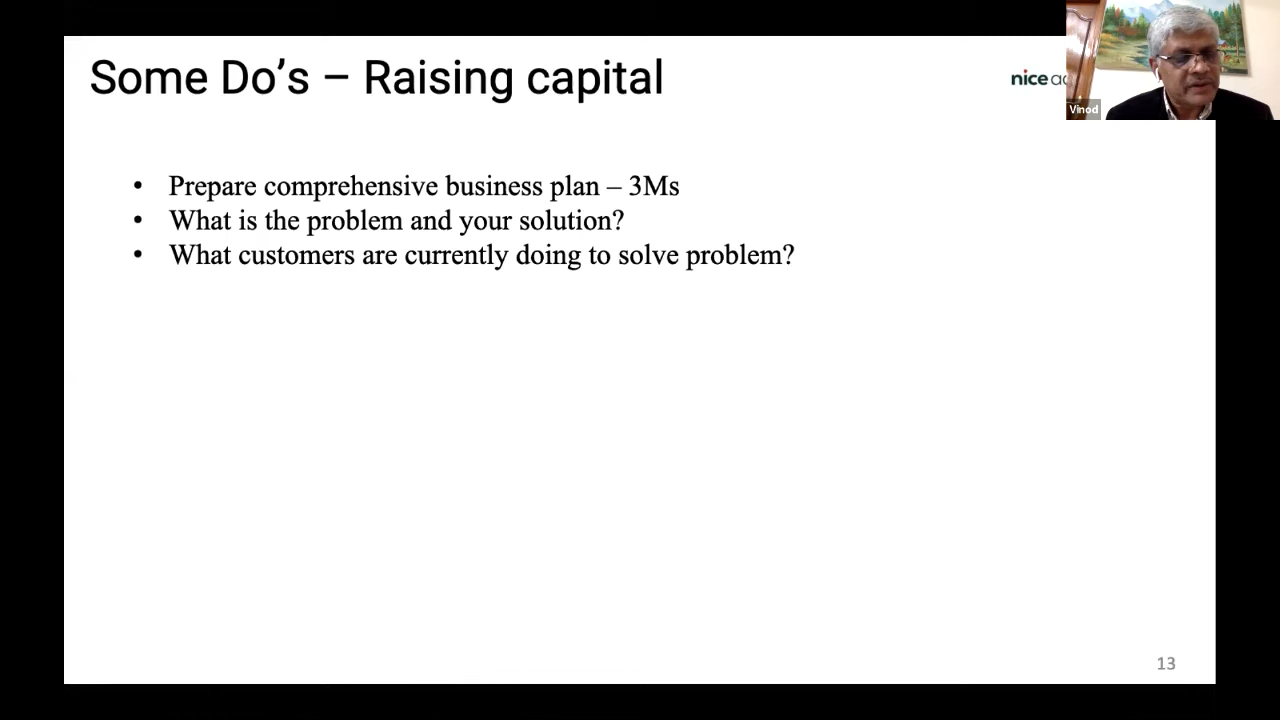 Some Do’s – Raising capital
nice
Vinod
• Prepare comprehensive business plan – 3Ms
• What is the problem and your solution?
• What customers are currently doing to solve problem?
13